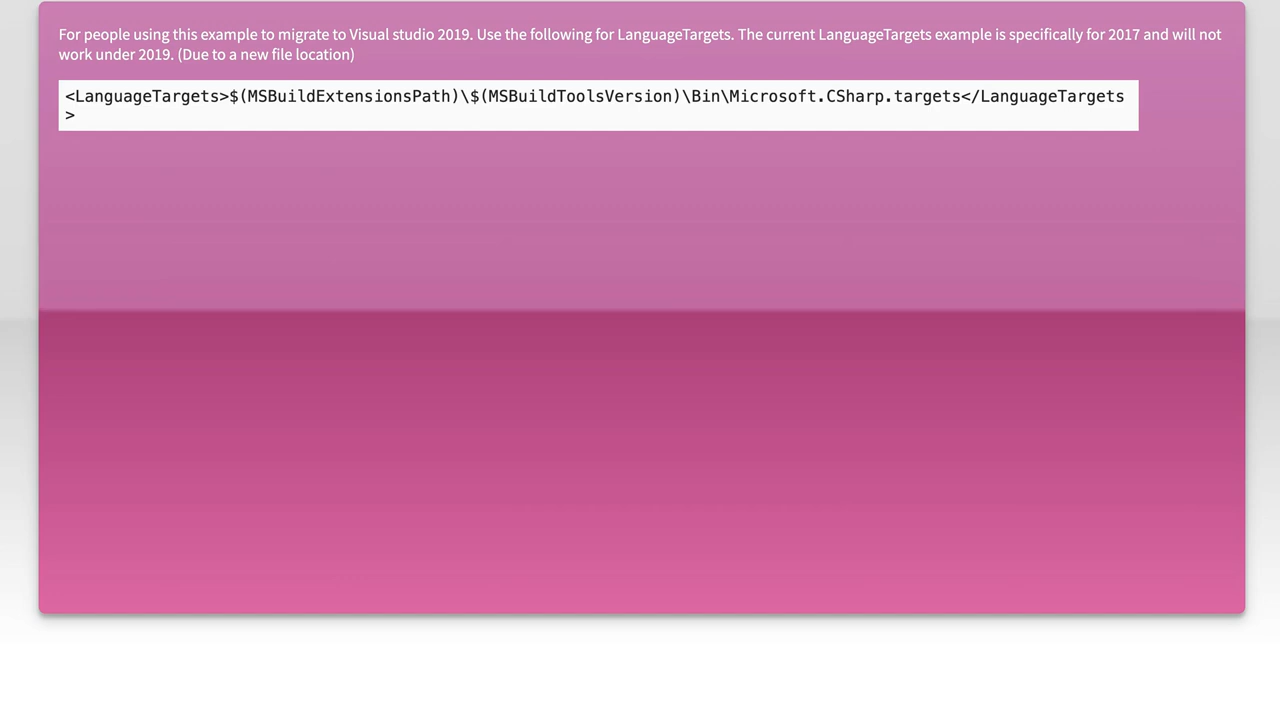 For people using this example to migrate to Visual studio 2019. Use the following for LanguageTargets. The current LanguageTargets example is specifically for 2017 and will not
work under 2019. (Due to a new file location)
<LanguageTargets>$(MSBuildExtensionsPath)\$(MSBuildToolsVersion)\Bin\Microsoft.CSharp.targets</LanguageTargets
>